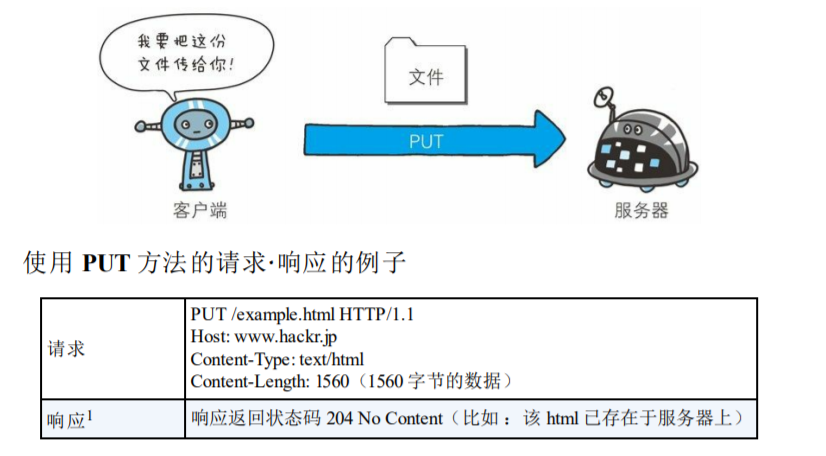 我要把这份
文件传给你！
文件
PUT
客户端
服务器
使用 PUT 方法的请求·响应的例子
请求
PUT /example.html HTTP/1.1
Host: www.hackr.jp
Content-Type: text/html
Content-Length: 1560（1560 字节的数据）
响应1
响应返回状态码 204 No Content（比如：该 html 已存在于服务器上）